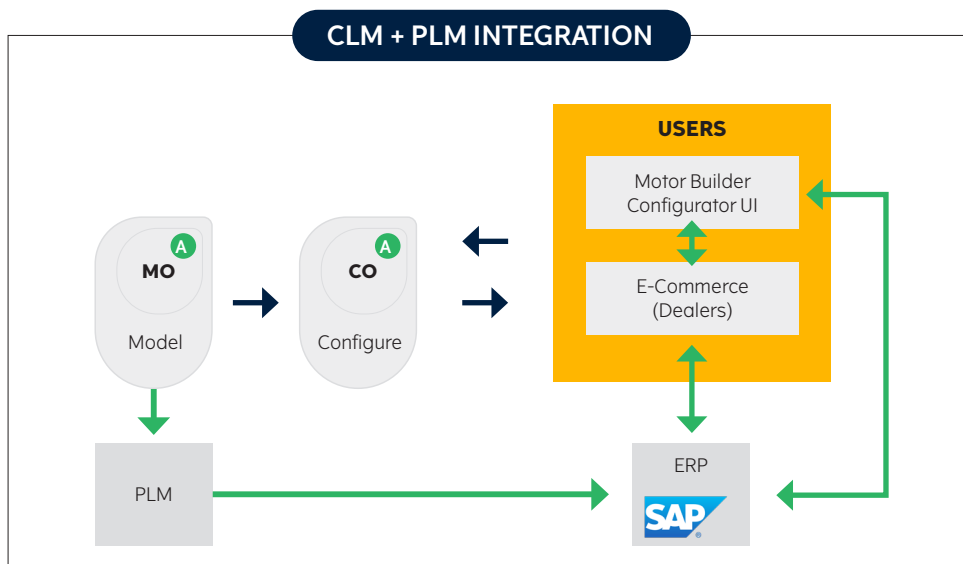 CLM + PLM INTEGRATION
USERS
Motor Builder
Configurator UI
A
MO
Model
A
CO
Configure
E-Commerce
(Dealers)
PLM
ERP
SAP
®